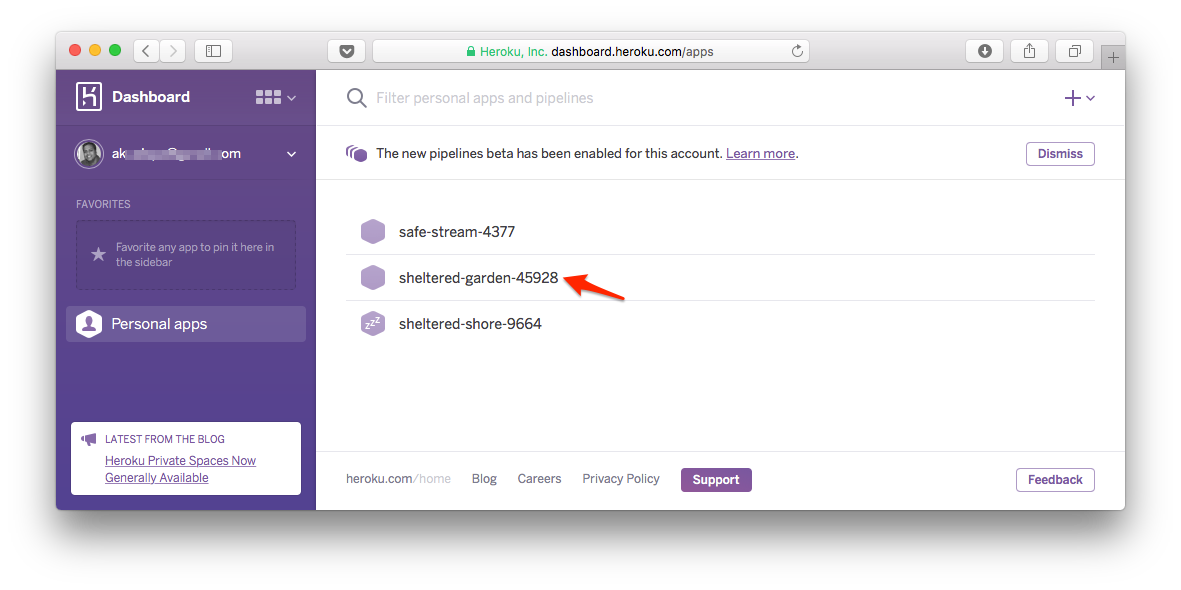 Heroku, Inc. dashboard.heroku.com/apps
Dashboard
Filter personal apps and pipelines
The new pipelines beta has been enabled for this account. Learn more.
Dismiss
FAVORITES
Favorite any app to pin it here in
the sidebar
Personal apps
safe-stream-4377
sheltered-garden-45928
zzz
sheltered-shore-9664
LATEST FROM THE BLOG
Heroku Private Spaces Now
Generally Available
heroku.com/home
Blog
Careers
Privacy Policy
Support
Feedback